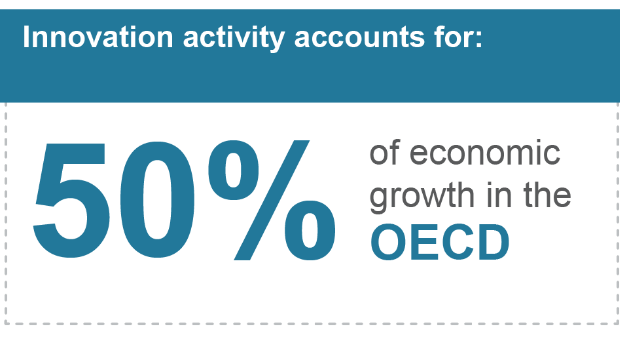 Innovation activity accounts for:
50%
of economic
growth in the
OECD